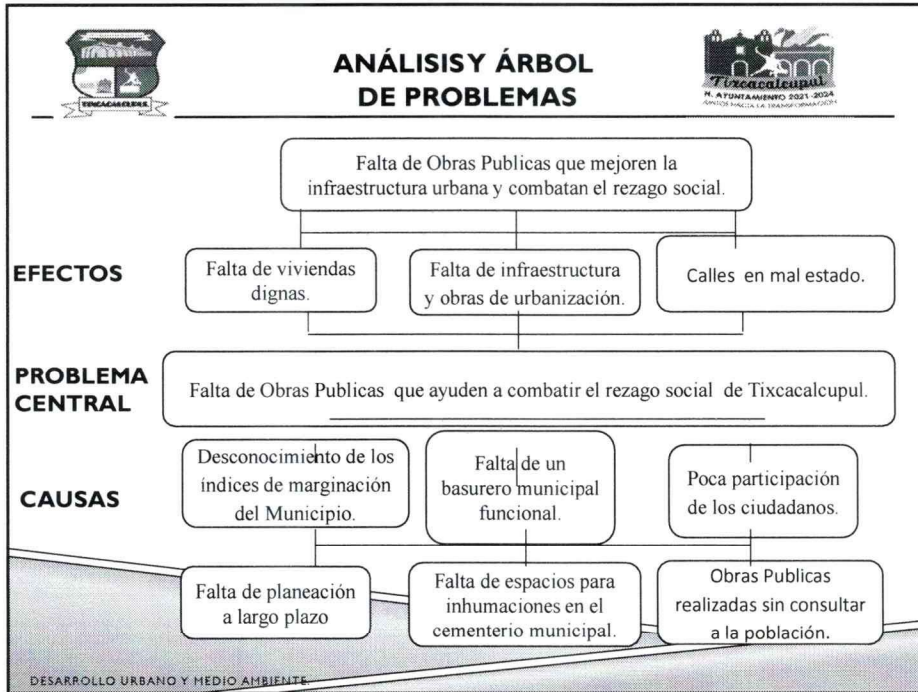 TIXCACALCUPUL
ANÁLISIS Y ÁRBOL
DE PROBLEMAS
Tixcacalcupul
H. AYUNTAMIENTO 2021-2024
JUNTOS HACIA LA TRANSFORMACIÓN
Falta de Obras Publicas que mejoren la
infraestructura urbana y combatan el rezago social.
EFECTOS
Falta de viviendas
dignas.
Falta de infraestructura
y obras de urbanización.
Calles en mal estado.
PROBLEMA
CENTRAL
Falta de Obras Publicas que ayuden a combatir el rezago social de Tixcacalcupul.
CAUSAS
Desconocimiento de los
índices de marginación
del Municipio.
Falta de un
basurero municipal
funcional.
Poca participación
de los ciudadanos.
Falta de planeación
a largo plazo
Falta de espacios para
inhumaciones en el
cementerio municipal.
Obras Publicas
realizadas sin consultar
a la población.
DESARROLLO URBANO Y MEDIO AMBIENTE.